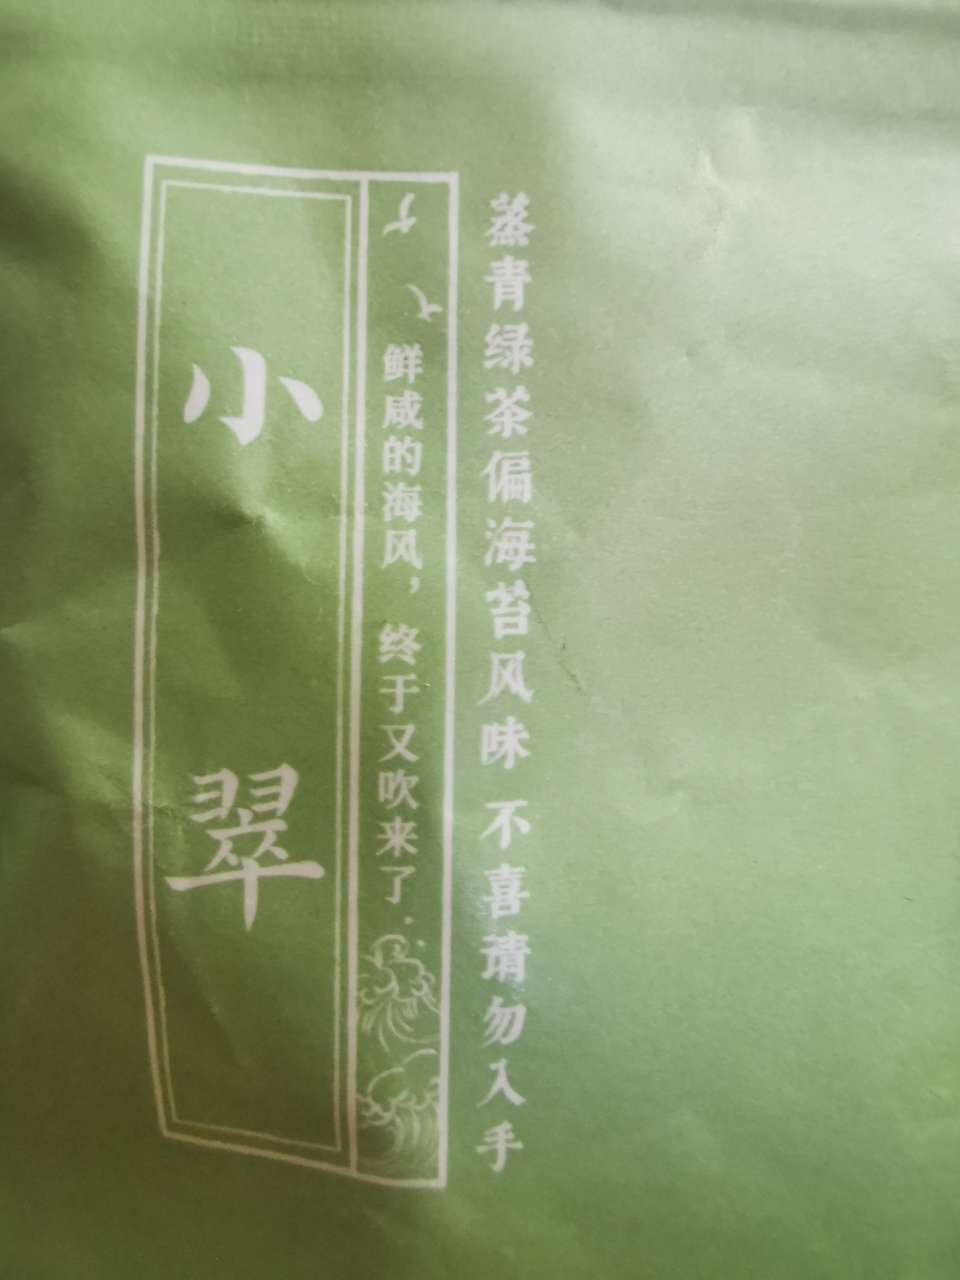 蒸青绿茶偏海苔风味 不喜请勿入手
鲜咸的海风，终于又吹来了..
小翠